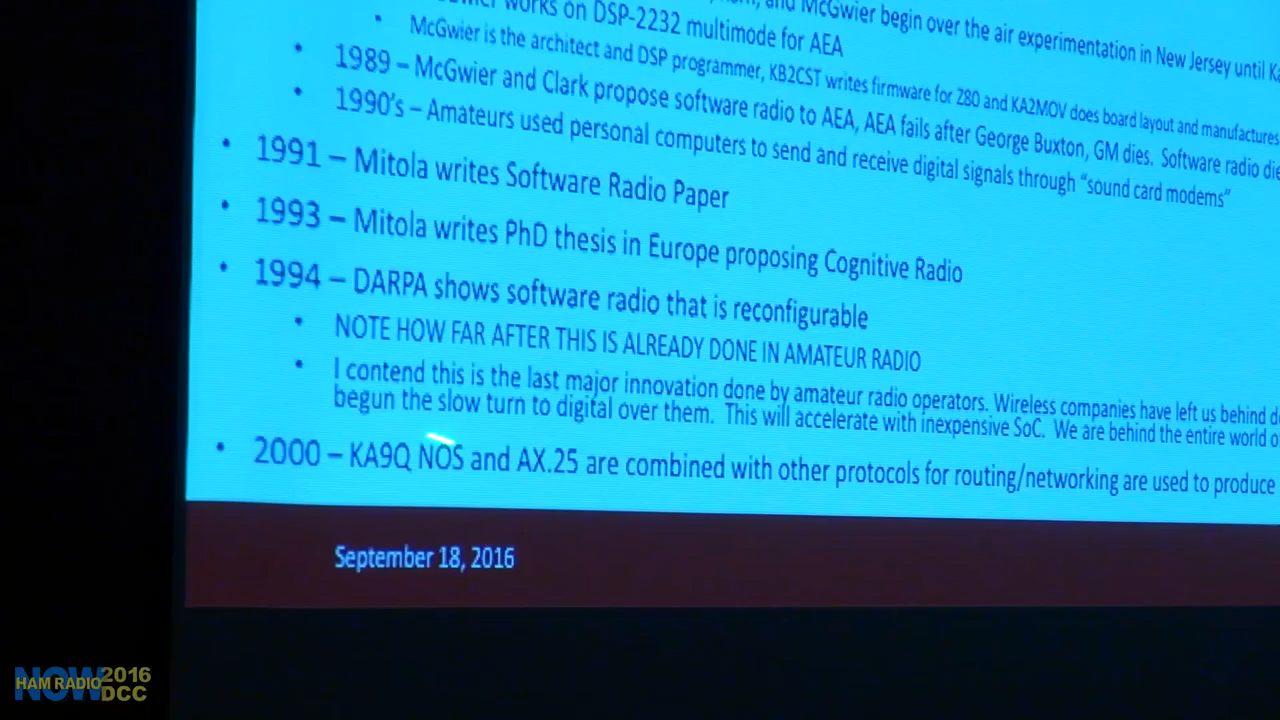 works on DSP-2232 multimode for AEA
and McGwier begin over the air experimentation in New Jersey until
• McGwier is the architect and DSP programmer, KB2CST writes firmware for Z80 and KA2MOV does board layout and manufactures
• 1989 – McGwier and Clark propose software radio to AEA, AEA fails after George Buxton, GM dies. Software radio
• 1990's – Amateurs used personal computers to send and receive digital signals through "sound card modems"
• 1991 – Mitola writes Software Radio Paper
• 1993 – Mitola writes PhD thesis in Europe proposing Cognitive Radio
• 1994 – DARPA shows software radio that is reconfigurable
• NOTE HOW FAR AFTER THIS IS ALREADY DONE IN AMATEUR RADIO
• I contend this is the last major innovation done by amateur radio operators. Wireless companies have left us behind
begun the slow turn to digital over them. This will accelerate with inexpensive SoC. We are behind the entire world
• 2000 – KA9Q NOS and AX.25 are combined with other protocols for routing/networking are used to produce
September 18, 2016
HAM RADIO NOW 2016 DCC